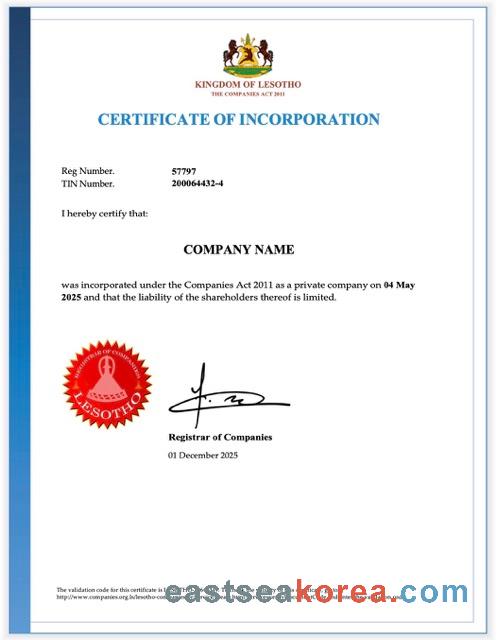 KINGDOM OF LESOTHO
THE COMPANIES ACT 2011
CERTIFICATE OF INCORPORATION
Reg Number. 57797
TIN Number. 200064432-4
I hereby certify that:
COMPANY NAME
was incorporated under the Companies Act 2011 as a private company on 04 May
2025 and that the liability of the shareholders thereof is limited.
REGISTRAR OF COMPANIES
LESOTHO
Registrar of Companies
01 December 2025
The validation code for this certificate is
http://www.companies.org.ls/lesotho-com
eastseakorea.com